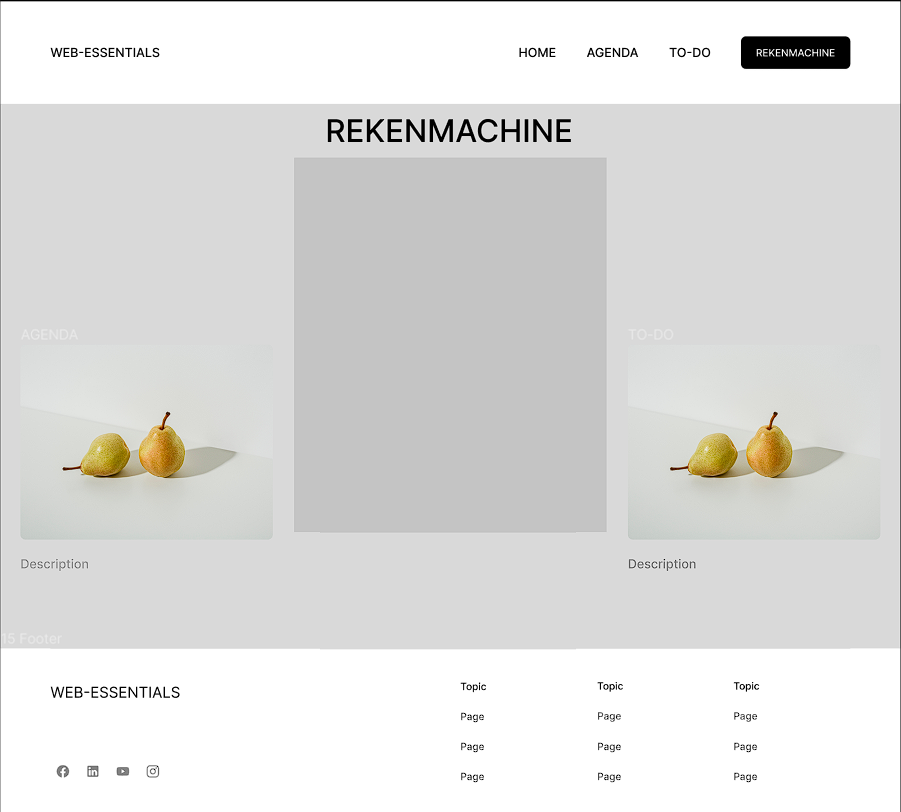 WEB-ESSENTIALS
HOME
AGENDA
TO-DO
REKENMACHINE
REKENMACHINE
AGENDA
TO-DO
Description
Description
15 Footer
WEB-ESSENTIALS
Topic
Topic
Topic
Page
Page
Page
Page
Page
Page
Page
Page
Page